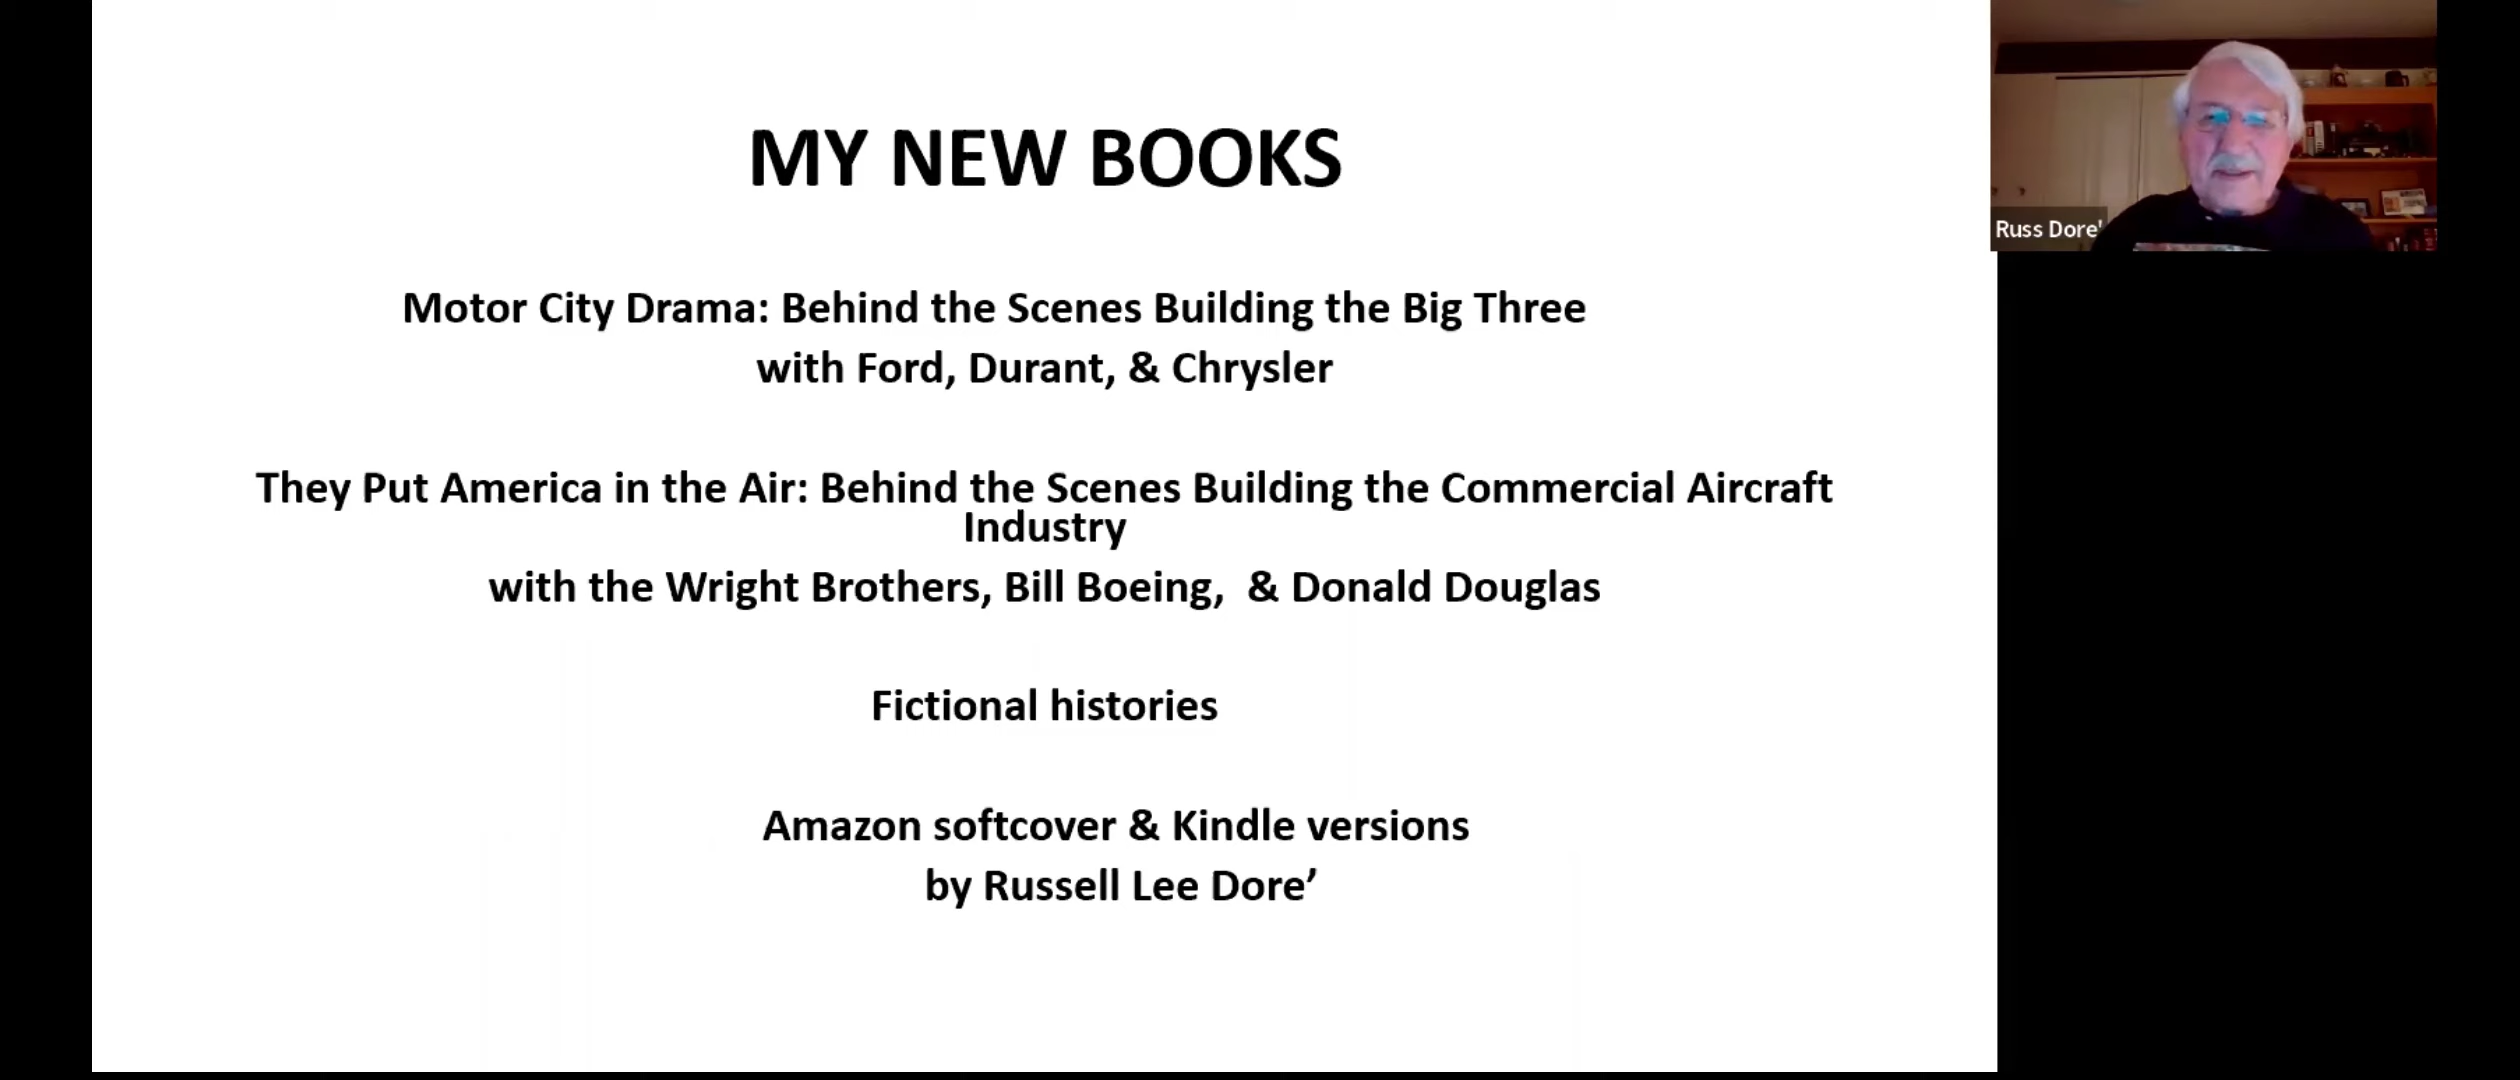 MY NEW BOOKS
Motor City Drama: Behind the Scenes Building the Big Three
with Ford, Durant, & Chrysler
They Put America in the Air: Behind the Scenes Building the Commercial Aircraft
Industry
with the Wright Brothers, Bill Boeing,  & Donald Douglas
Fictional histories
Amazon softcover & Kindle versions
by Russell Lee Dore’
Russ Dore'